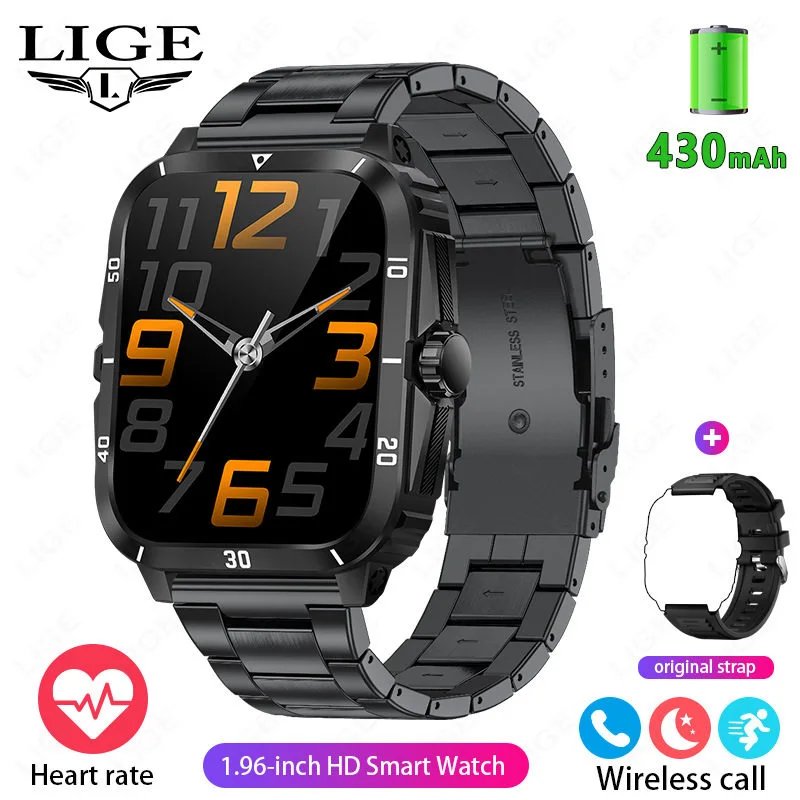 LIGE
L
+
-
430mAh
11 12 1
10 2
9 3
8 4
7 6 5
50 10
40 20
30
STAINLESS STEEL
+
original strap
Heart rate
1.96-inch HD Smart Watch
Wireless call